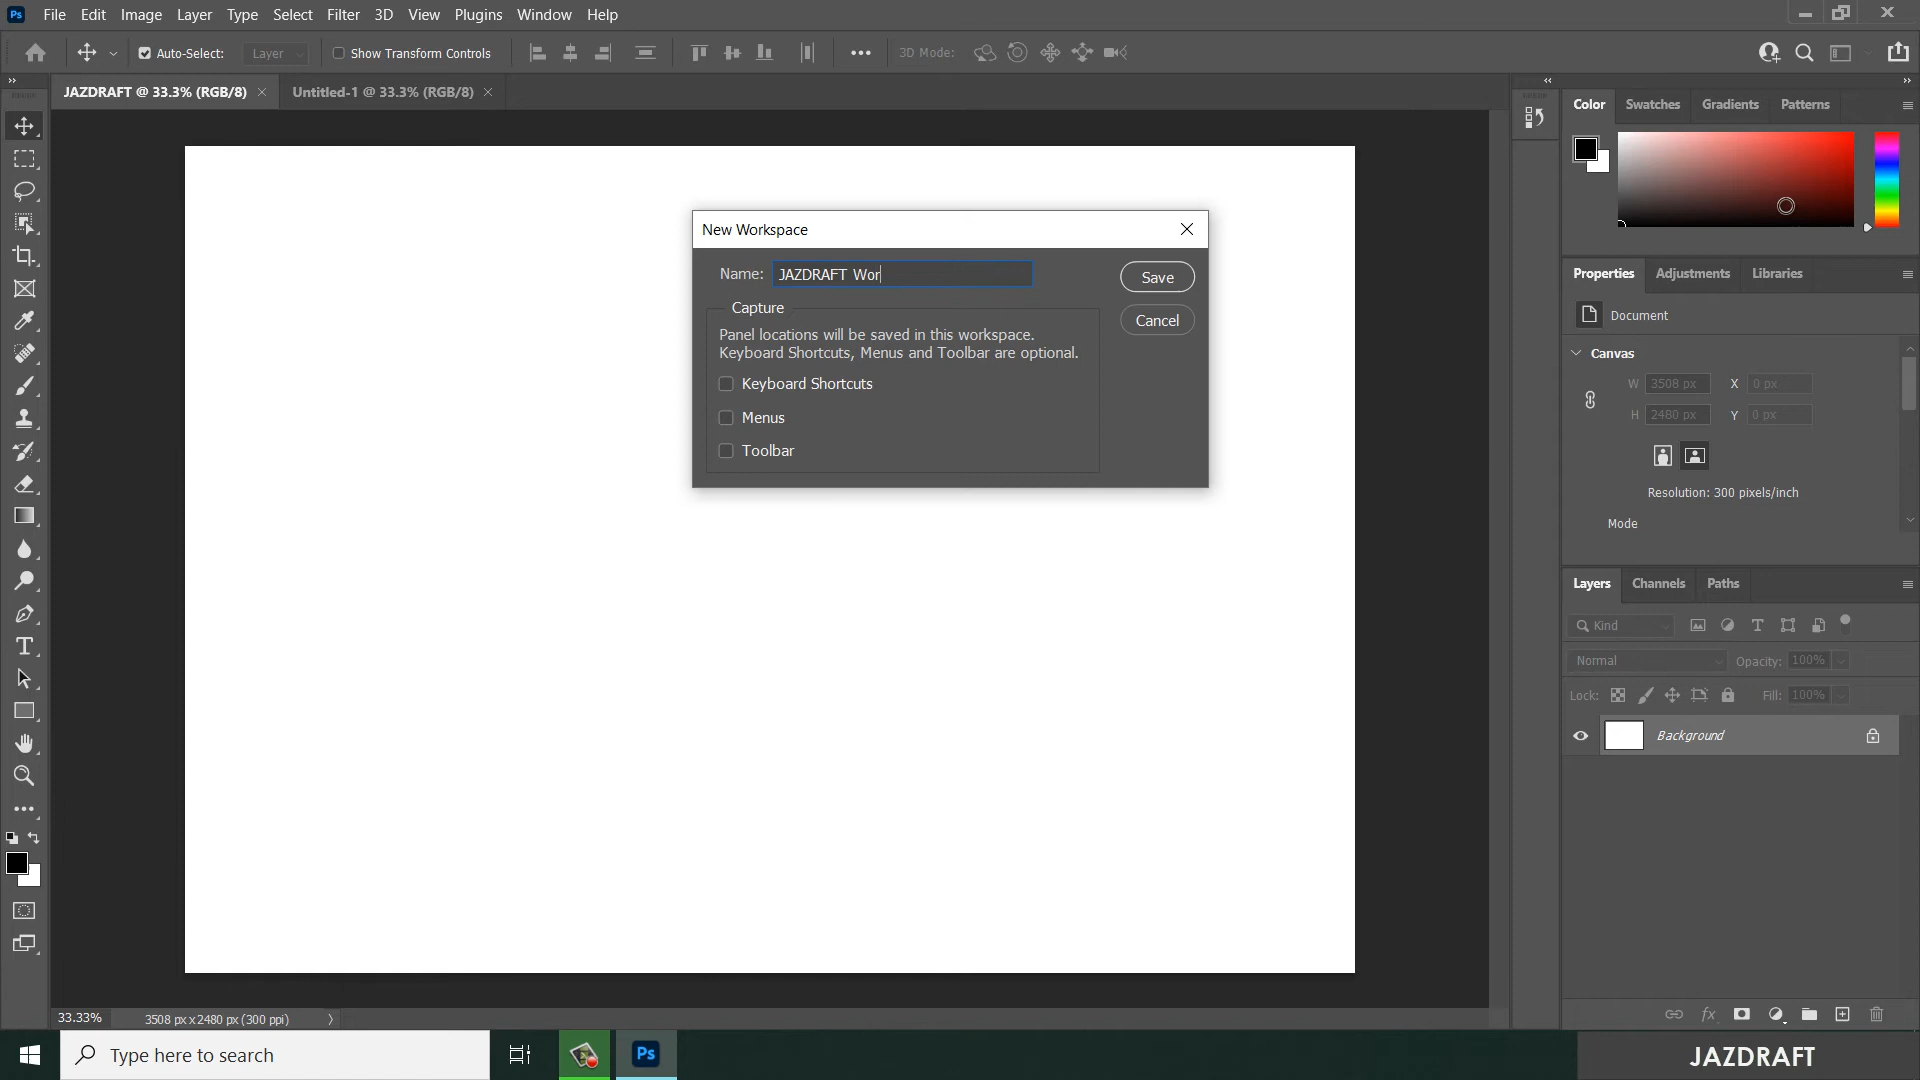 Ps File Edit Image Layer Type Select Filter 3D View Plugins Window Help
Auto-Select: Layer Show Transform Controls 3D Mode:
JAZDRAFT @ 33.3% (RGB/8) Untitled-1 @ 33.3% (RGB/8)
Color Swatches Gradients Patterns
New Workspace
Name: JAZDRAFT Wor
Save
Capture
Cancel
Panel locations will be saved in this workspace.
Keyboard Shortcuts, Menus and Toolbar are optional.
Keyboard Shortcuts
Menus
Toolbar
Properties Adjustments Libraries
Document
Canvas
W 3508 px X 0 px
H 2480 px Y 0 px
Resolution: 300 pixels/inch
Mode
Layers Channels Paths
Kind
Normal Opacity: 100%
Lock: Fill: 100%
Background
fx
33.33% 3508 px x 2480 px (300 ppi)
Type here to search
Ps
JAZDRAFT